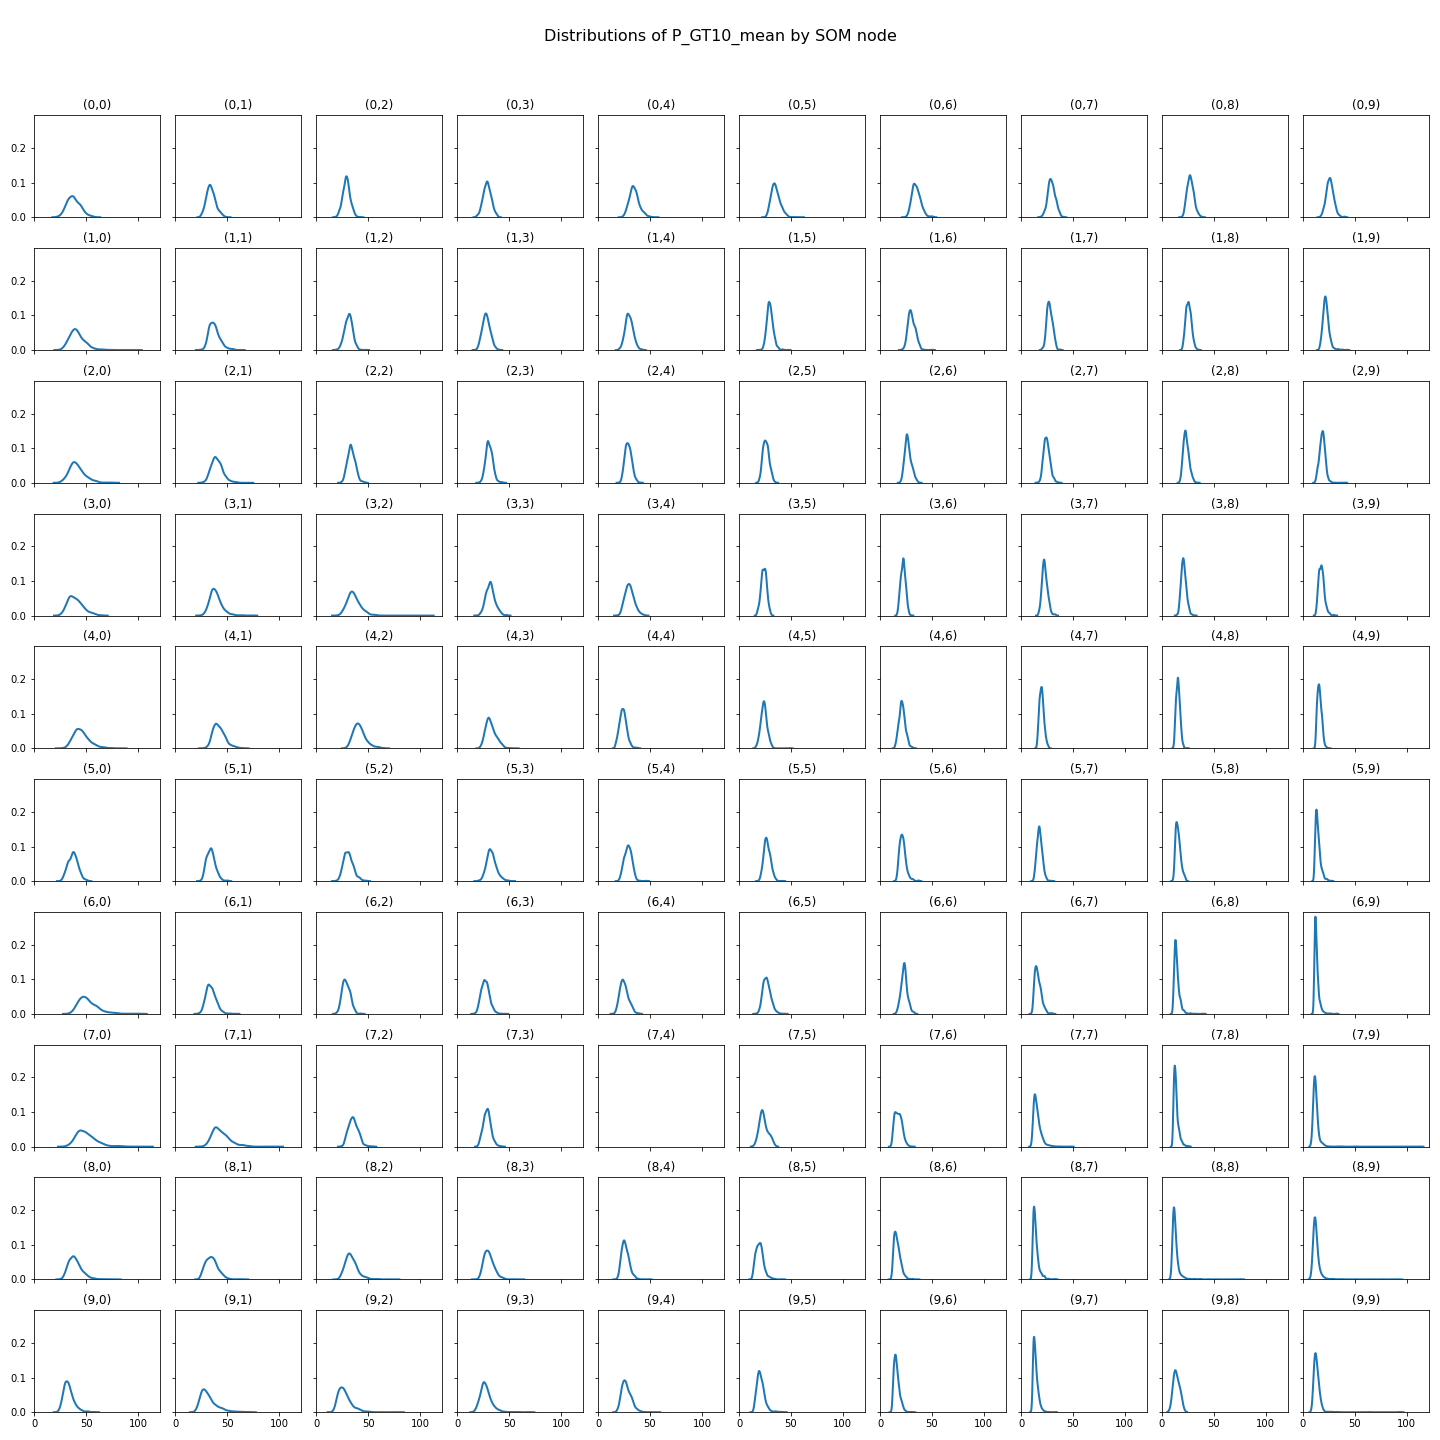 Distributions of P_GT10_mean by SOM node
(0,0) (0,1) (0,2) (0,3) (0,4) (0,5) (0,6) (0,7) (0,8) (0,9)
0.2
0.1
0.0
(1,0) (1,1) (1,2) (1,3) (1,4) (1,5) (1,6) (1,7) (1,8) (1,9)
0.2
0.1
0.0
(2,0) (2,1) (2,2) (2,3) (2,4) (2,5) (2,6) (2,7) (2,8) (2,9)
0.2
0.1
0.0
(3,0) (3,1) (3,2) (3,3) (3,4) (3,5) (3,6) (3,7) (3,8) (3,9)
0.2
0.1
0.0
(4,0) (4,1) (4,2) (4,3) (4,4) (4,5) (4,6) (4,7) (4,8) (4,9)
0.2
0.1
0.0
(5,0) (5,1) (5,2) (5,3) (5,4) (5,5) (5,6) (5,7) (5,8) (5,9)
0.2
0.1
0.0
(6,0) (6,1) (6,2) (6,3) (6,4) (6,5) (6,6) (6,7) (6,8) (6,9)
0.2
0.1
0.0
(7,0) (7,1) (7,2) (7,3) (7,4) (7,5) (7,6) (7,7) (7,8) (7,9)
0.2
0.1
0.0
(8,0) (8,1) (8,2) (8,3) (8,4) (8,5) (8,6) (8,7) (8,8) (8,9)
0.2
0.1
0.0
(9,0) (9,1) (9,2) (9,3) (9,4) (9,5) (9,6) (9,7) (9,8) (9,9)
0.2
0.1
0.0
0 50 100 0 50 100 0 50 100 0 50 100 0 50 100 0 50 100 0 50 100 0 50 100 0 50 100 0 50 100